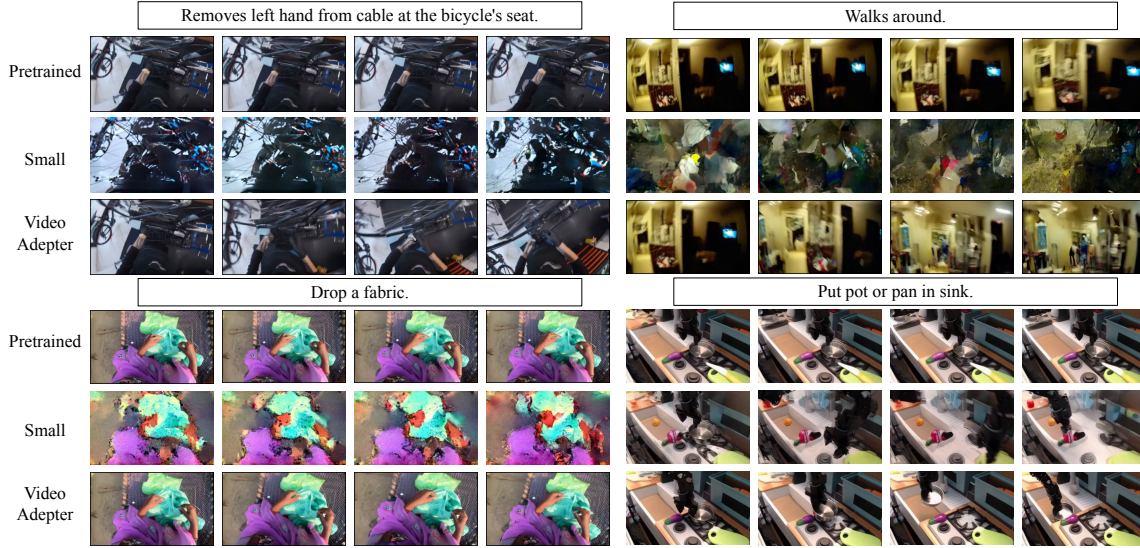 Removes left hand from cable at the bicycle's seat.
Walks around.
Pretrained
Small
Video
Adepter
Drop a fabric.
Put pot or pan in sink.
Pretrained
Small
Video
Adepter